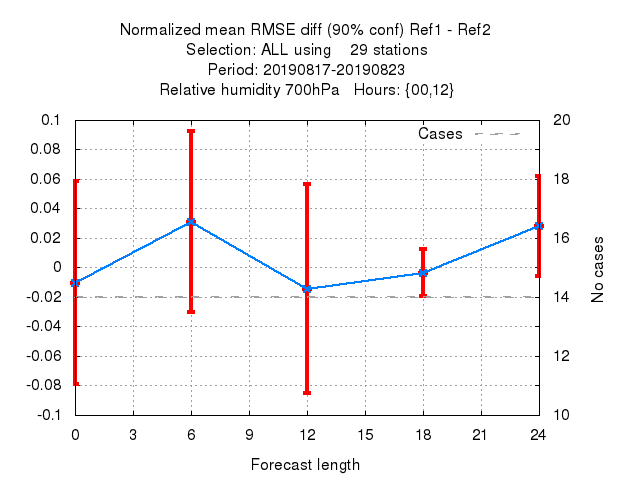 Normalized mean RMSE diff (90% conf) Ref1 - Ref2
Selection: ALL using    29 stations
Period: 20190817-20190823
Relative humidity 700hPa   Hours: {00,12}
Cases
0.1
0.08
0.06
0.04
0.02
0
-0.02
-0.04
-0.06
-0.08
-0.1
20
18
16
14
12
10
No cases
0 3 6 9 12 15 18 21 24
Forecast length